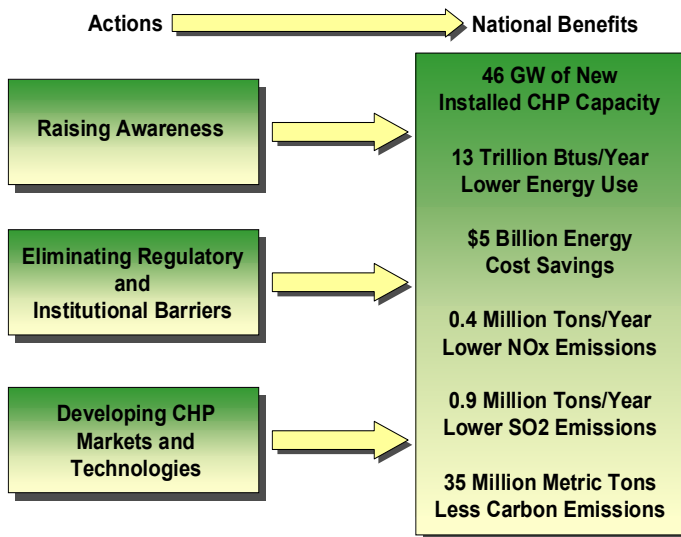 Actions
National Benefits
Raising Awareness
Eliminating Regulatory
and
Institutional Barriers
Developing CHP
Markets and
Technologies
46 GW of New
Installed CHP Capacity
13 Trillion Btus/Year
Lower Energy Use
$5 Billion Energy
Cost Savings
0.4 Million Tons/Year
Lower NOx Emissions
0.9 Million Tons/Year
Lower SO2 Emissions
35 Million Metric Tons
Less Carbon Emissions